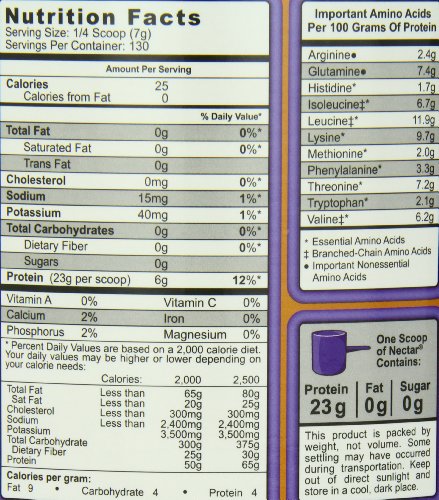 Nutrition Facts
Serving Size: 1/4 Scoop (7g)
Servings Per Container: 130
Amount Per Serving
Calories 25
Calories from Fat 0
% Daily Value*
Total Fat 0g 0%*
Saturated Fat 0g 0%*
Trans Fat 0g
Cholesterol 0mg 0%*
Sodium 15mg 1%*
Potassium 40mg 1%*
Total Carbohydrates 0g 0%*
Dietary Fiber 0g 0%*
Sugars 0g
Protein (23g per scoop) 6g 12%*
Vitamin A 0% Vitamin C 0%
Calcium 2% Iron 0%
Phosphorus 2% Magnesium 0%
* Percent Daily Values are based on a 2,000 calorie diet.
Your daily values may be higher or lower depending on
your calorie needs:
Calories: 2,000 2,500
Total Fat Less than 65g 80g
Sat Fat Less than 20g 25g
Cholesterol Less than 300mg 300mg
Sodium Less than 2,400mg 2,400mg
Potassium 3,500mg 3,500mg
Total Carbohydrate 300g 375g
Dietary Fiber 25g 30g
Protein 50g 65g
Calories per gram:
Fat 9 • Carbohydrate 4 • Protein 4
Important Amino Acids
Per 100 Grams Of Protein
Arginine● 2.4g
Glutamine● 7.4g
Histidine* 1.7g
Isoleucine‡* 6.7g
Leucine‡* 11.9g
Lysine* 9.7g
Methionine* 2.0g
Phenylalanine* 3.3g
Threonine* 7.2g
Tryptophan* 2.1g
Valine‡* 6.2g
* Essential Amino Acids
‡ Branched-Chain Amino Acids
● Important Nonessential
Amino Acids
One Scoop
of Nectar®
Contains:
Protein Fat Sugar
23g 0g 0g
This product is packed by
weight, not volume. Some
settling may have occurred
during transportation. Keep
out of direct sunlight and
store in a cool, dark place.